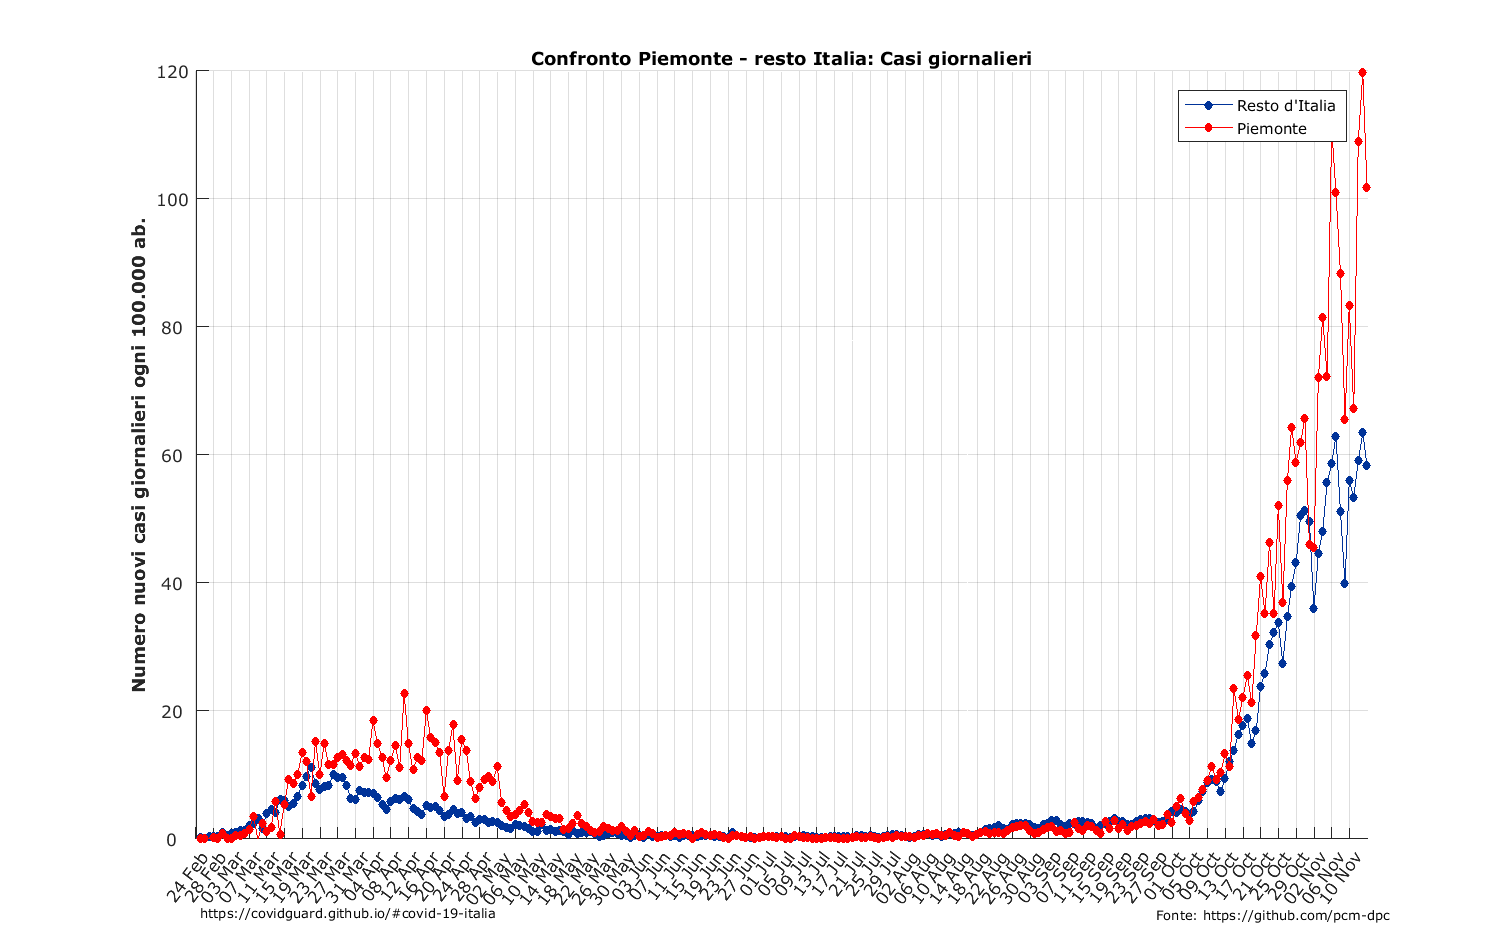 Confronto Piemonte - resto Italia: Casi giornalieri
Resto d'Italia
Piemonte
Numero nuovi casi giornalieri ogni 100.000 ab.
120
100
80
60
40
20
0
24 Feb
28 Feb
03 Mar
07 Mar
11 Mar
15 Mar
19 Mar
23 Mar
27 Mar
31 Mar
04 Apr
08 Apr
12 Apr
16 Apr
20 Apr
24 Apr
28 Apr
02 May
06 May
10 May
14 May
18 May
22 May
26 May
30 May
03 Jun
07 Jun
11 Jun
15 Jun
19 Jun
23 Jun
27 Jun
01 Jul
05 Jul
09 Jul
13 Jul
17 Jul
21 Jul
25 Jul
29 Jul
02 Aug
06 Aug
10 Aug
14 Aug
18 Aug
22 Aug
26 Aug
30 Aug
03 Sep
07 Sep
11 Sep
15 Sep
19 Sep
23 Sep
27 Sep
01 Oct
05 Oct
09 Oct
13 Oct
17 Oct
21 Oct
25 Oct
29 Oct
02 Nov
06 Nov
10 Nov
https://covidguard.github.io/#covid-19-italia
Fonte: https://github.com/pcm-dpc